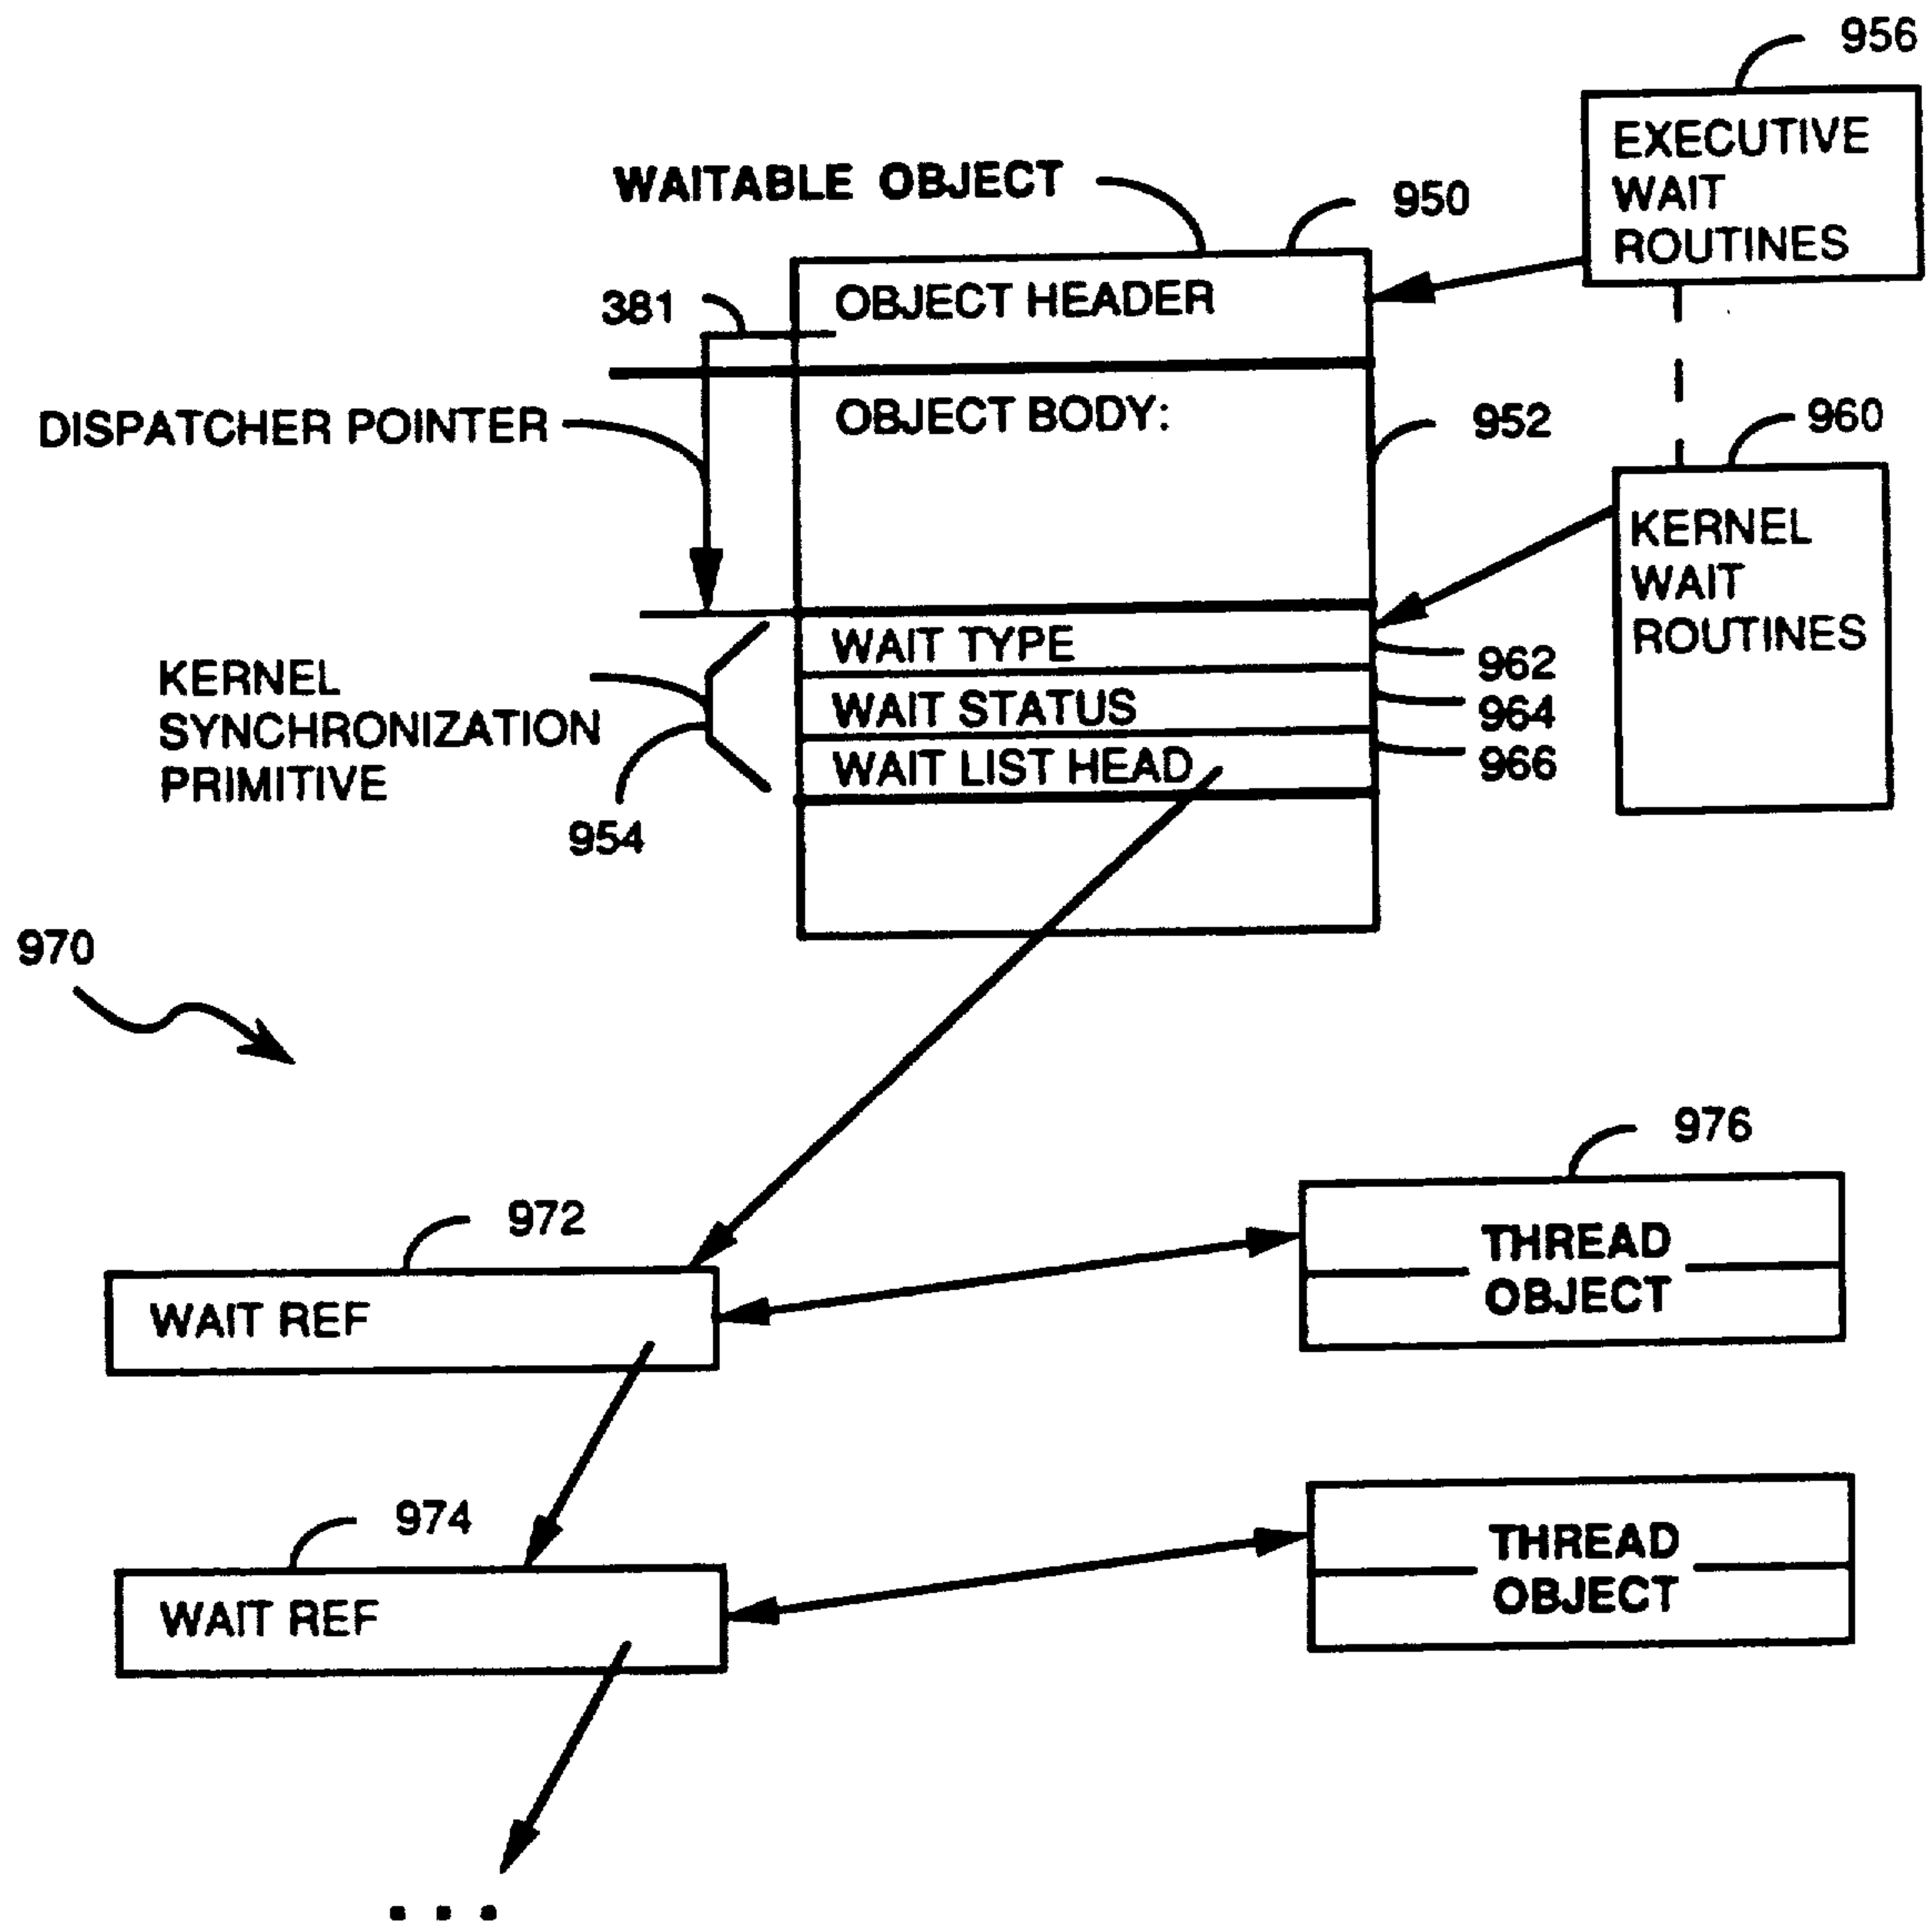 956
EXECUTIVE
WAIT
ROUTINES
WAITABLE OBJECT
950
381
OBJECT HEADER
DISPATCHER POINTER
OBJECT BODY:
952
960
KERNEL
WAIT
ROUTINES
WAIT TYPE
962
KERNEL
SYNCHRONIZATION
PRIMITIVE
WAIT STATUS
964
WAIT LIST HEAD
966
954
970
976
972
THREAD
OBJECT
WAIT REF
974
THREAD
OBJECT
WAIT REF
...